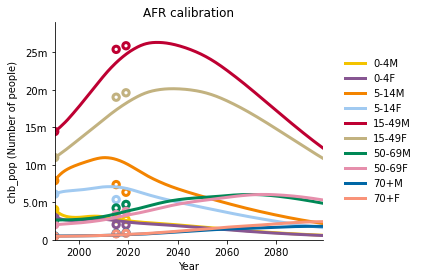 AFR calibration
chb_pop (Number of people)
25m
20m
15m
10m
5.0m
0
2000
2020
2040
2060
2080
Year
0-4M
0-4F
5-14M
5-14F
15-49M
15-49F
50-69M
50-69F
70+M
70+F